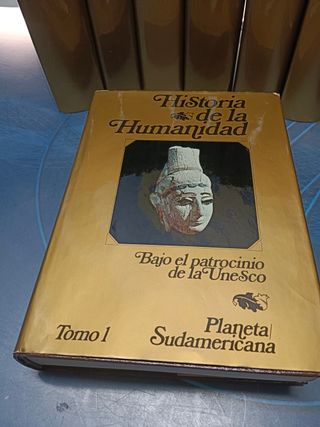 Historia
de la
Humanidad
Bajo el patrocinio
de la Unesco
Tomo 1
Planeta/
Sudamericana